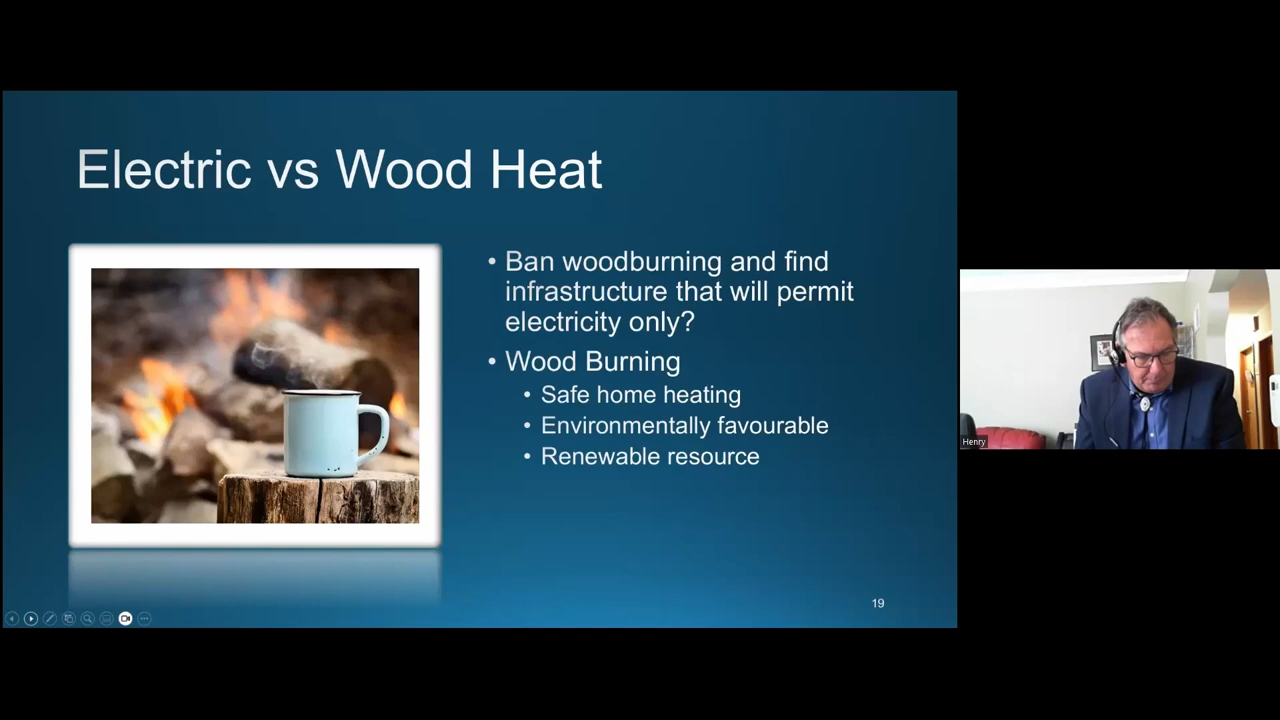 Electric vs Wood Heat
• Ban woodburning and find
infrastructure that will permit
electricity only?
• Wood Burning
• Safe home heating
• Environmentally favourable
• Renewable resource
19
Henry